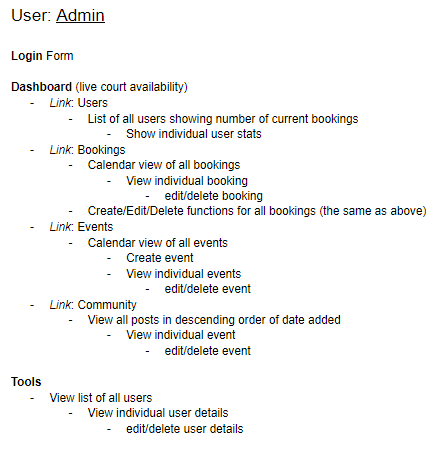 User: Admin
Login Form
Dashboard (live court availability)
- Link: Users
- List of all users showing number of current bookings
- Show individual user stats
- Link: Bookings
- Calendar view of all bookings
- View individual booking
- edit/delete booking
- Create/Edit/Delete functions for all bookings (the same as above)
- Link: Events
- Calendar view of all events
- Create event
- View individual events
- edit/delete event
- Link: Community
- View all posts in descending order of date added
- View individual event
- edit/delete event
Tools
- View list of all users
- View individual user details
- edit/delete user details